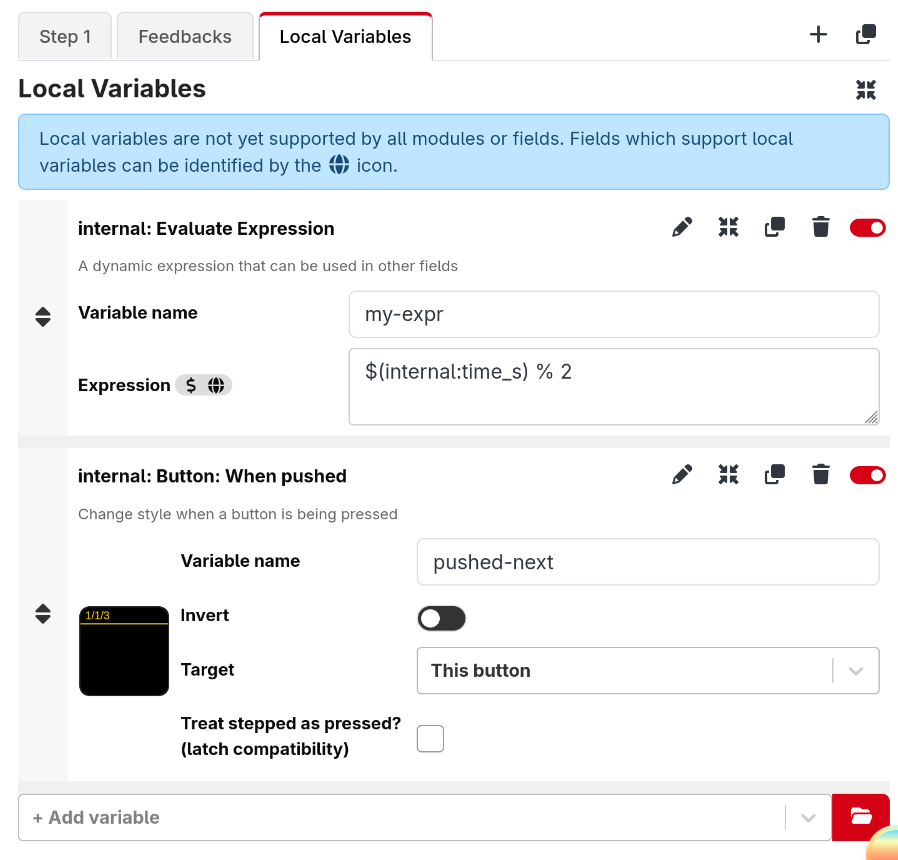 Step 1
Feedbacks
Local Variables
Local Variables
Local variables are not yet supported by all modules or fields. Fields which support local
variables can be identified by the icon.
internal: Evaluate Expression
A dynamic expression that can be used in other fields
Variable name
my-expr
Expression $
$(internal:time_s) % 2
internal: Button: When pushed
Change style when a button is being pressed
Variable name
pushed-next
1/1/3
Invert
Target
This button
Treat stepped as pressed?
(latch compatibility)
+ Add variable